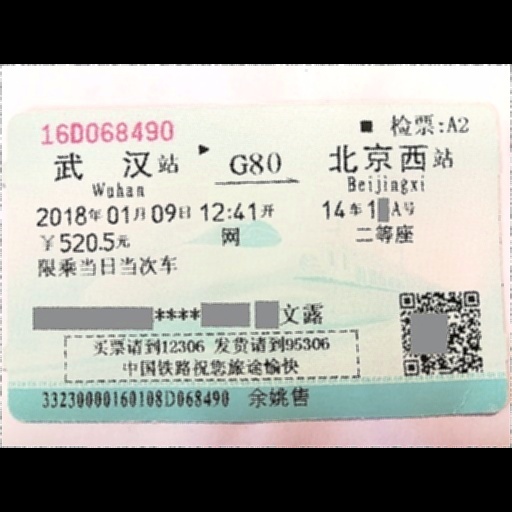 16D068490 检票:A2
武汉站 G80 北京西站
Wuhan Beijingxi
2018年01月09日 12:41开 14车1 A号
￥520.5元 网 二等座
限乘当日当次车
**** 文露
买票请到12306 发货请到95306
中国铁路祝您旅途愉快
33230000160108D068490 余姚售